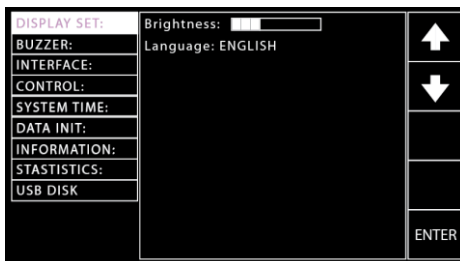 DISPLAY SET:
BUZZER:
INTERFACE:
CONTROL:
SYSTEM TIME:
DATA INIT:
INFORMATION:
STASTISTICS:
USB DISK
Brightness:
Language: ENGLISH
ENTER